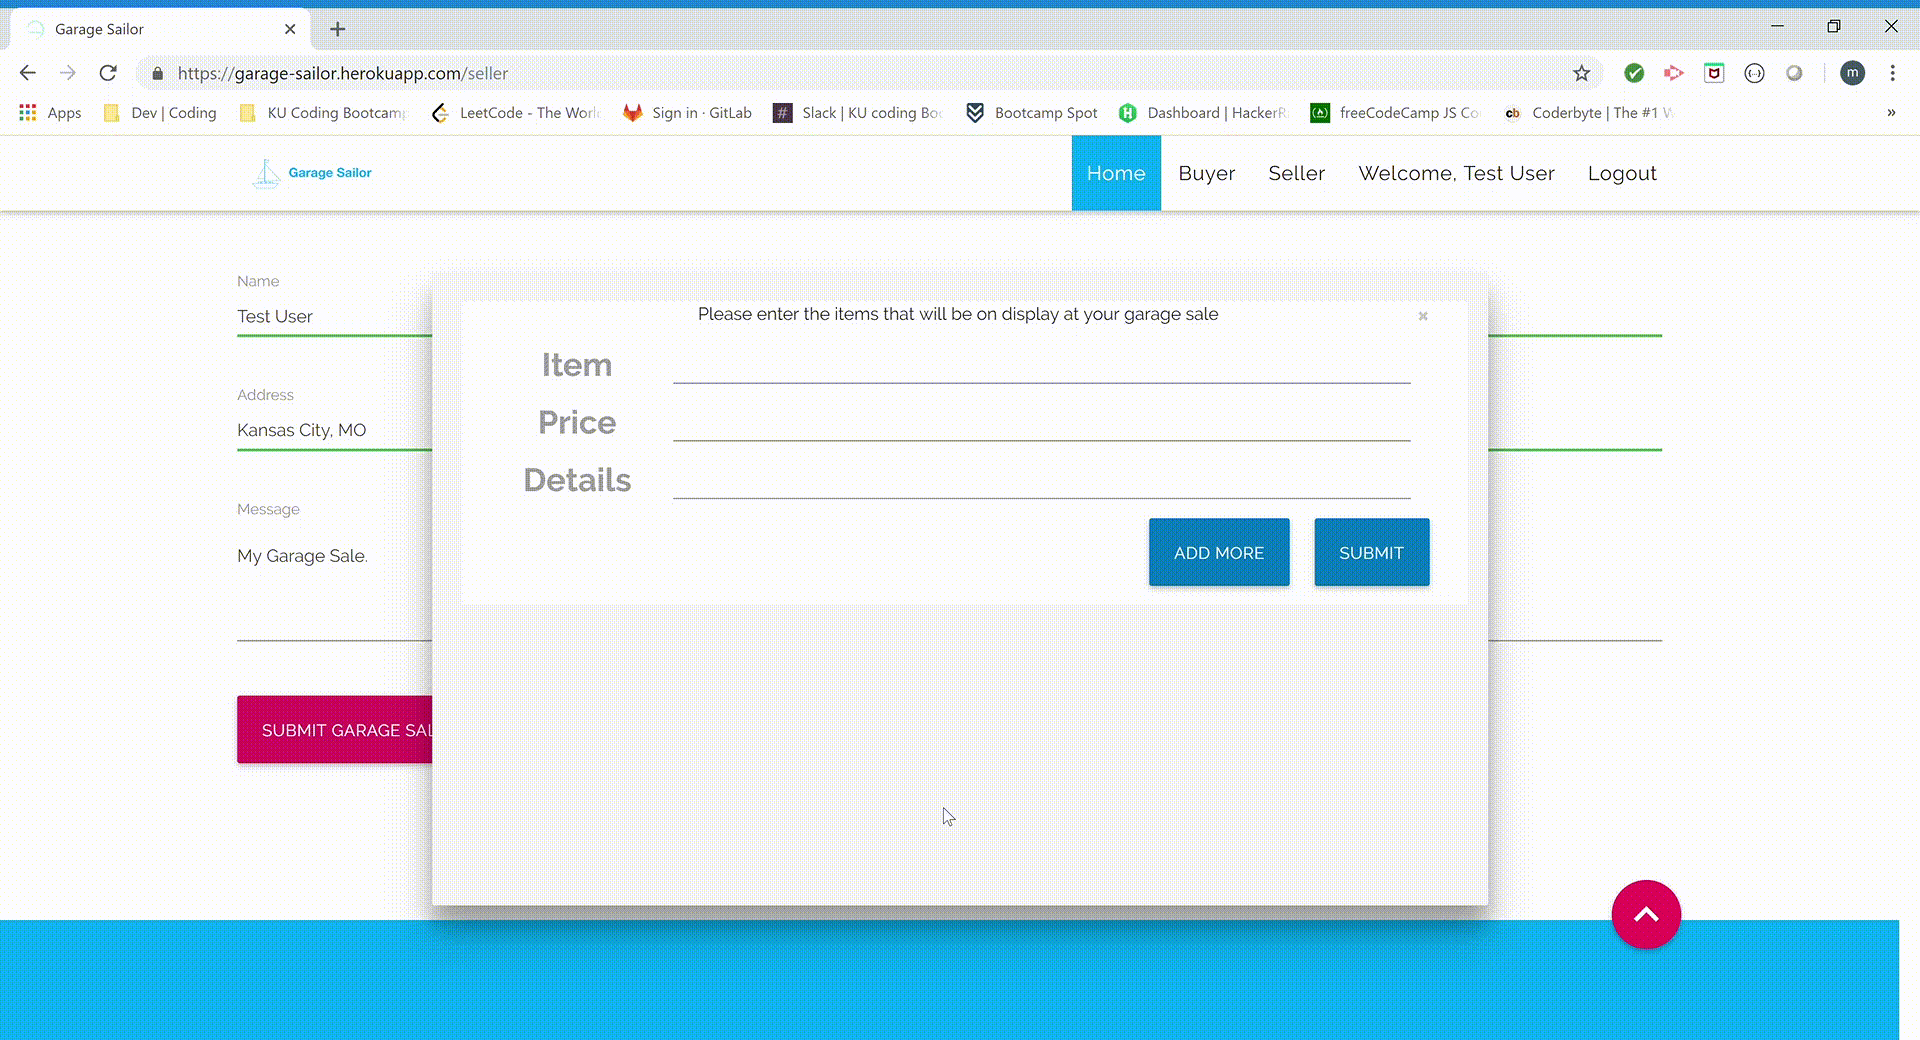 Garage Sailor
https://garage-sailor.herokuapp.com/seller
m
Apps Dev | Coding KU Coding Bootcamp LeetCode - The Worl Sign in · GitLab Slack | KU coding Bo Bootcamp Spot Dashboard | HackerR freeCodeCamp JS Co cb Coderbyte | The #1 W »
Garage Sailor Home Buyer Seller Welcome, Test User Logout
Name
Test User
Address
Kansas City, MO
Message
My Garage Sale.
SUBMIT GARAGE SAL
Please enter the items that will be on display at your garage sale
Item
Price
Details
ADD MORE SUBMIT